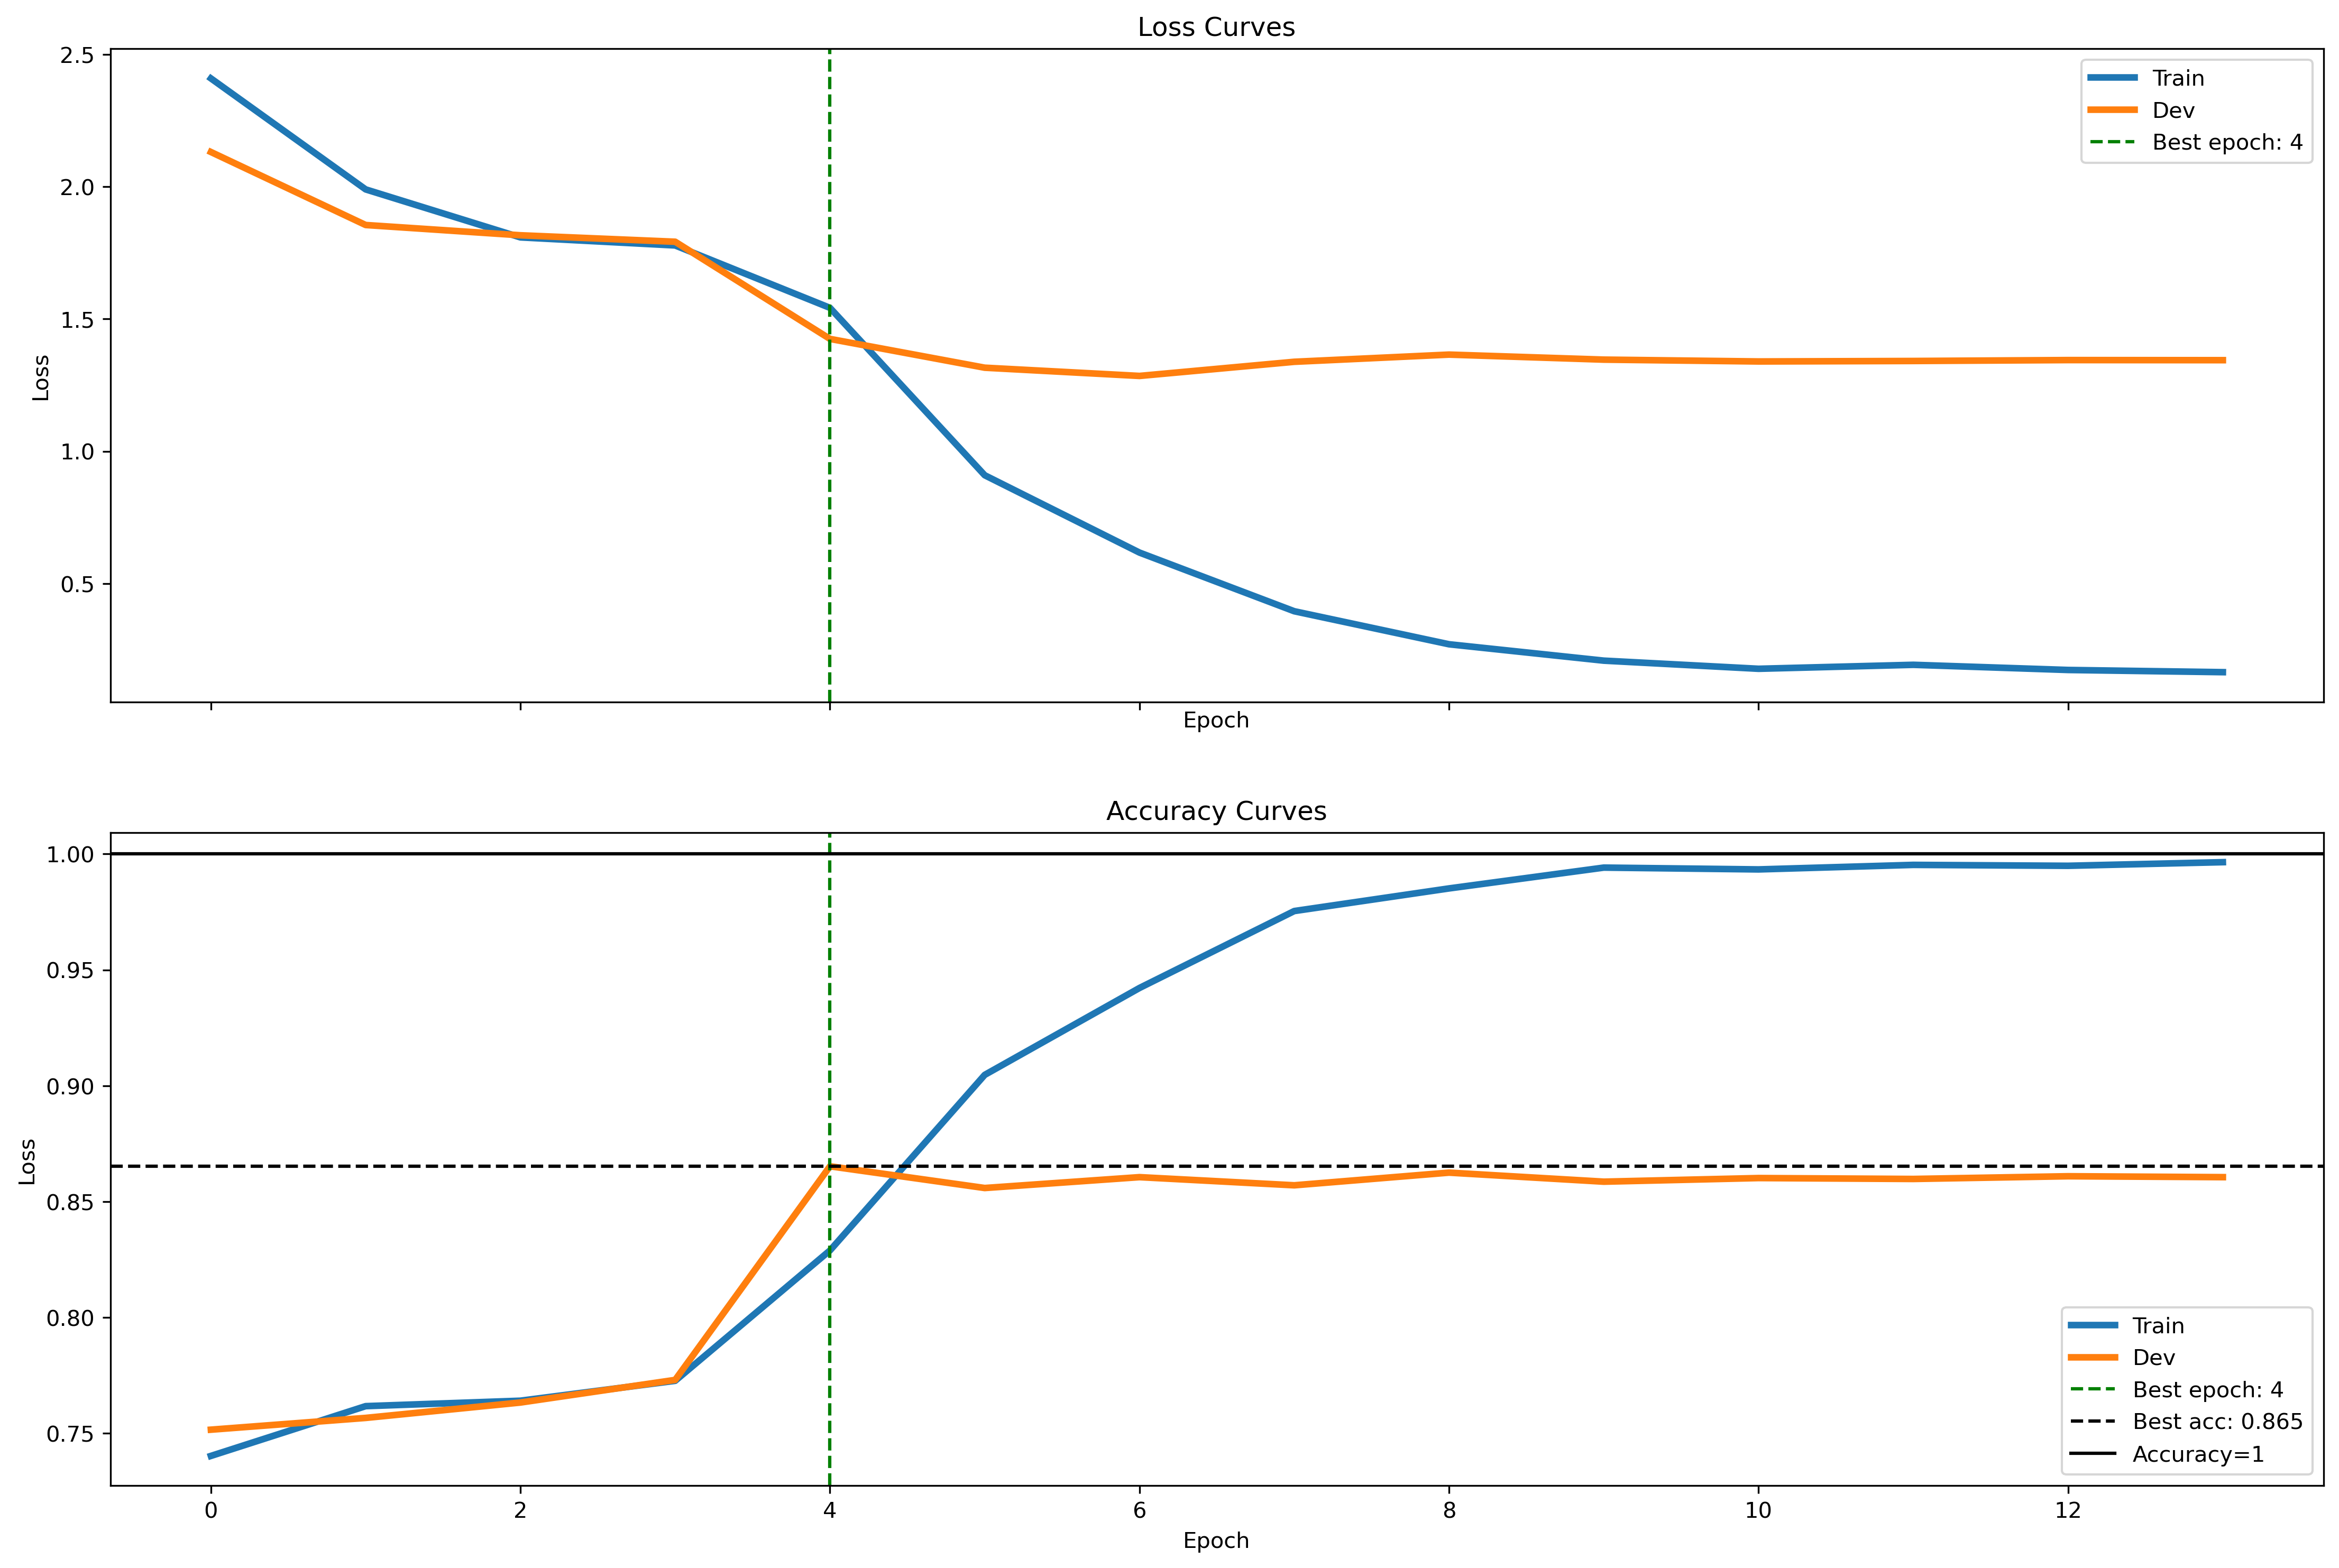 Loss Curves
2.5
2.0
1.5
1.0
0.5
Loss
Train
Dev
Best epoch: 4
Epoch
Accuracy Curves
1.00
0.95
0.90
0.85
0.80
0.75
Loss
Train
Dev
Best epoch: 4
Best acc: 0.865
Accuracy=1
0 2 4 6 8 10 12
Epoch